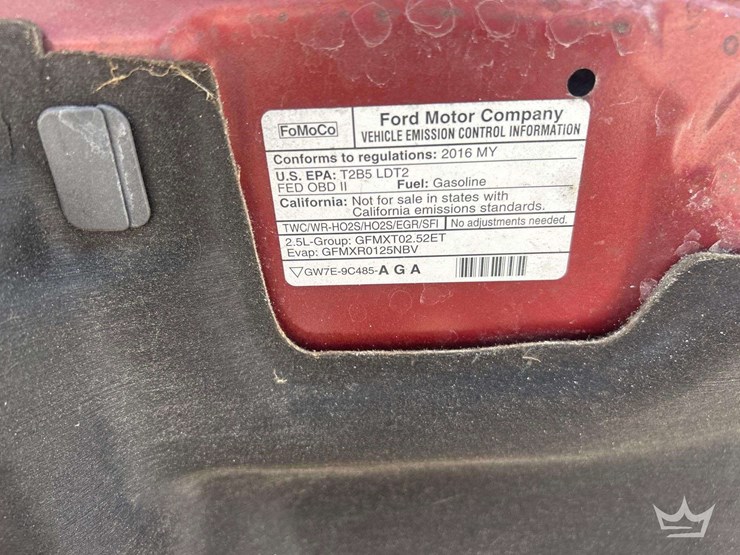 FoMoCo
Ford Motor Company
VEHICLE EMISSION CONTROL INFORMATION
Conforms to regulations: 2016 MY
U.S. EPA: T2B5 LDT2
FED OBD II Fuel: Gasoline
California: Not for sale in states with
California emissions standards.
TWC/WR-HO2S/HO2S/EGR/SFI No adjustments needed.
2.5L-Group: GFMXT02.52ET
Evap: GFMXR0125NBV
GW7E-9C485-A G A